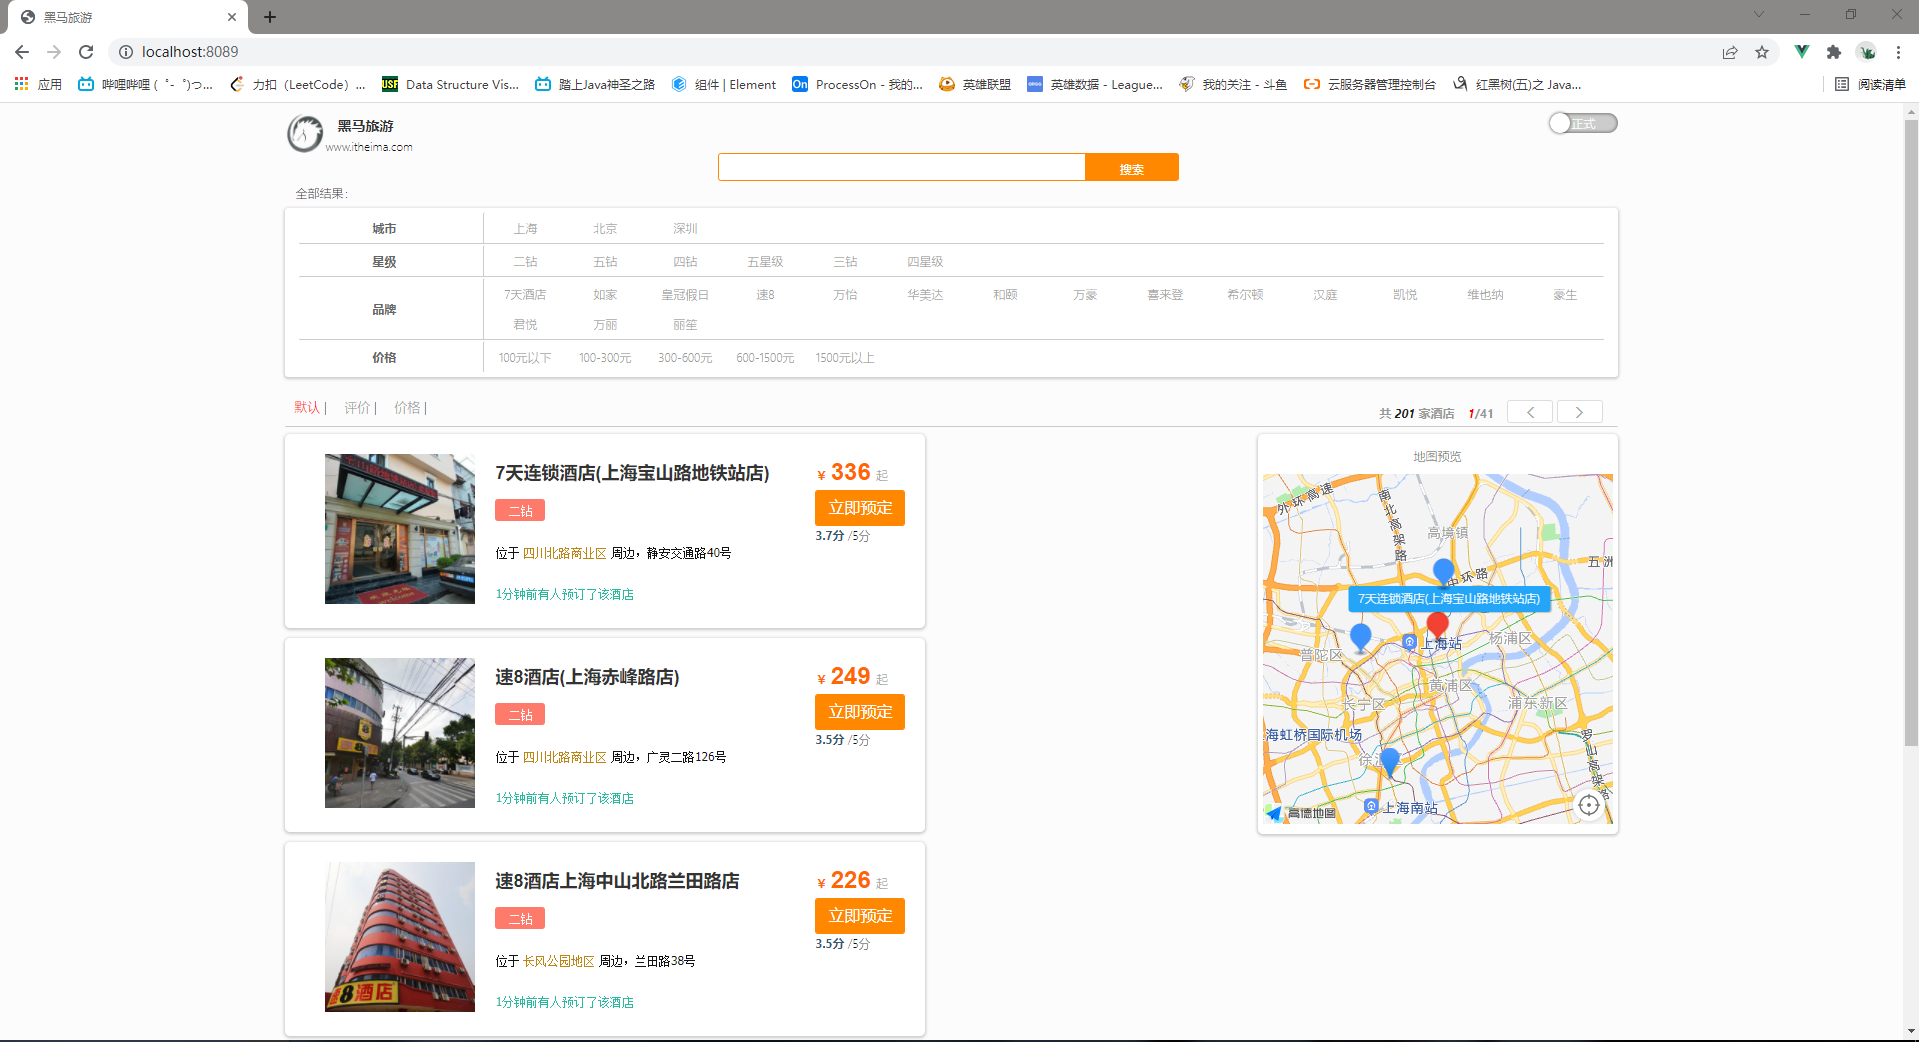 黑马旅游
localhost:8089
应用
哔哩哔哩 (゜-゜)つ...
力扣（LeetCode）...
Data Structure Vis...
踏上Java神圣之路
组件 | Element
ProcessOn - 我的...
英雄联盟
英雄数据 - League...
我的关注 - 斗鱼
云服务器管理控制台
红黑树(五)之 Java...
阅读清单
黑马旅游
www.itheima.com
正式
搜索
全部结果:
城市 上海 北京 深圳
星级 二钻 五钻 四钻 五星级 三钻 四星级
品牌 7天酒店 如家 皇冠假日 速8 万怡 华美达 和颐 万豪 喜来登 希尔顿 汉庭 凯悦 维也纳 豪生
君悦 万丽 丽笙
价格 100元以下 100-300元 300-600元 600-1500元 1500元以上
默认 | 评价 | 价格 |
共 201 家酒店 1/41
7天连锁酒店(上海宝山路地铁站店)
¥ 336 起
二钻
立即预定
3.7分 /5分
位于 四川北路商业区 周边，静安交通路40号
1分钟前有人预订了该酒店
速8酒店(上海赤峰路店)
¥ 249 起
二钻
立即预定
3.5分 /5分
位于 四川北路商业区 周边，广灵二路126号
1分钟前有人预订了该酒店
速8酒店上海中山北路兰田路店
¥ 226 起
二钻
立即预定
3.5分 /5分
位于 长风公园地区 周边，兰田路38号
1分钟前有人预订了该酒店
8酒店
地图预览
外环高速
南北高架路
高境镇
五洲
中环路
7天连锁酒店(上海宝山路地铁站店)
上海站
杨浦区
普陀区
黄浦区
长宁区
浦东新区
海虹桥国际机场
罗山高架路
上海南站
高德地图